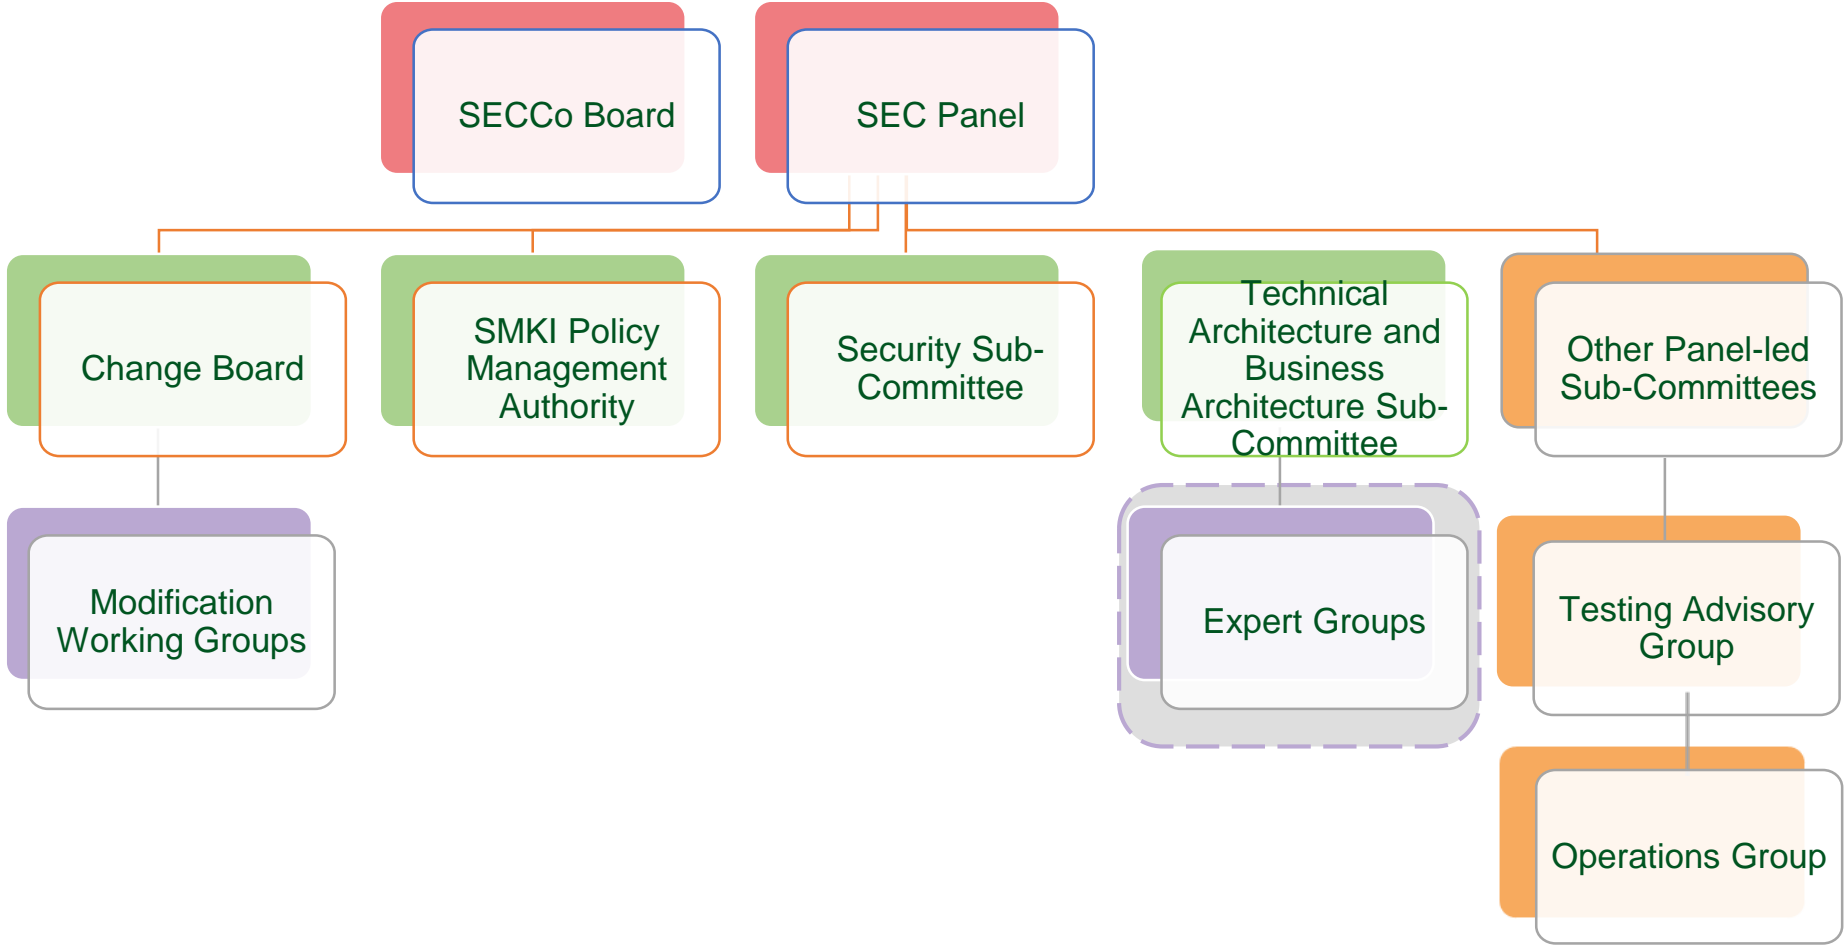 SECCo Board
SEC Panel
Change Board
SMKI Policy
Management
Authority
Security Sub-
Committee
Technical
Architecture and
Business
Architecture Sub-
Committee
Other Panel-led
Sub-Committees
Modification
Working Groups
Expert Groups
Testing Advisory
Group
Operations Group